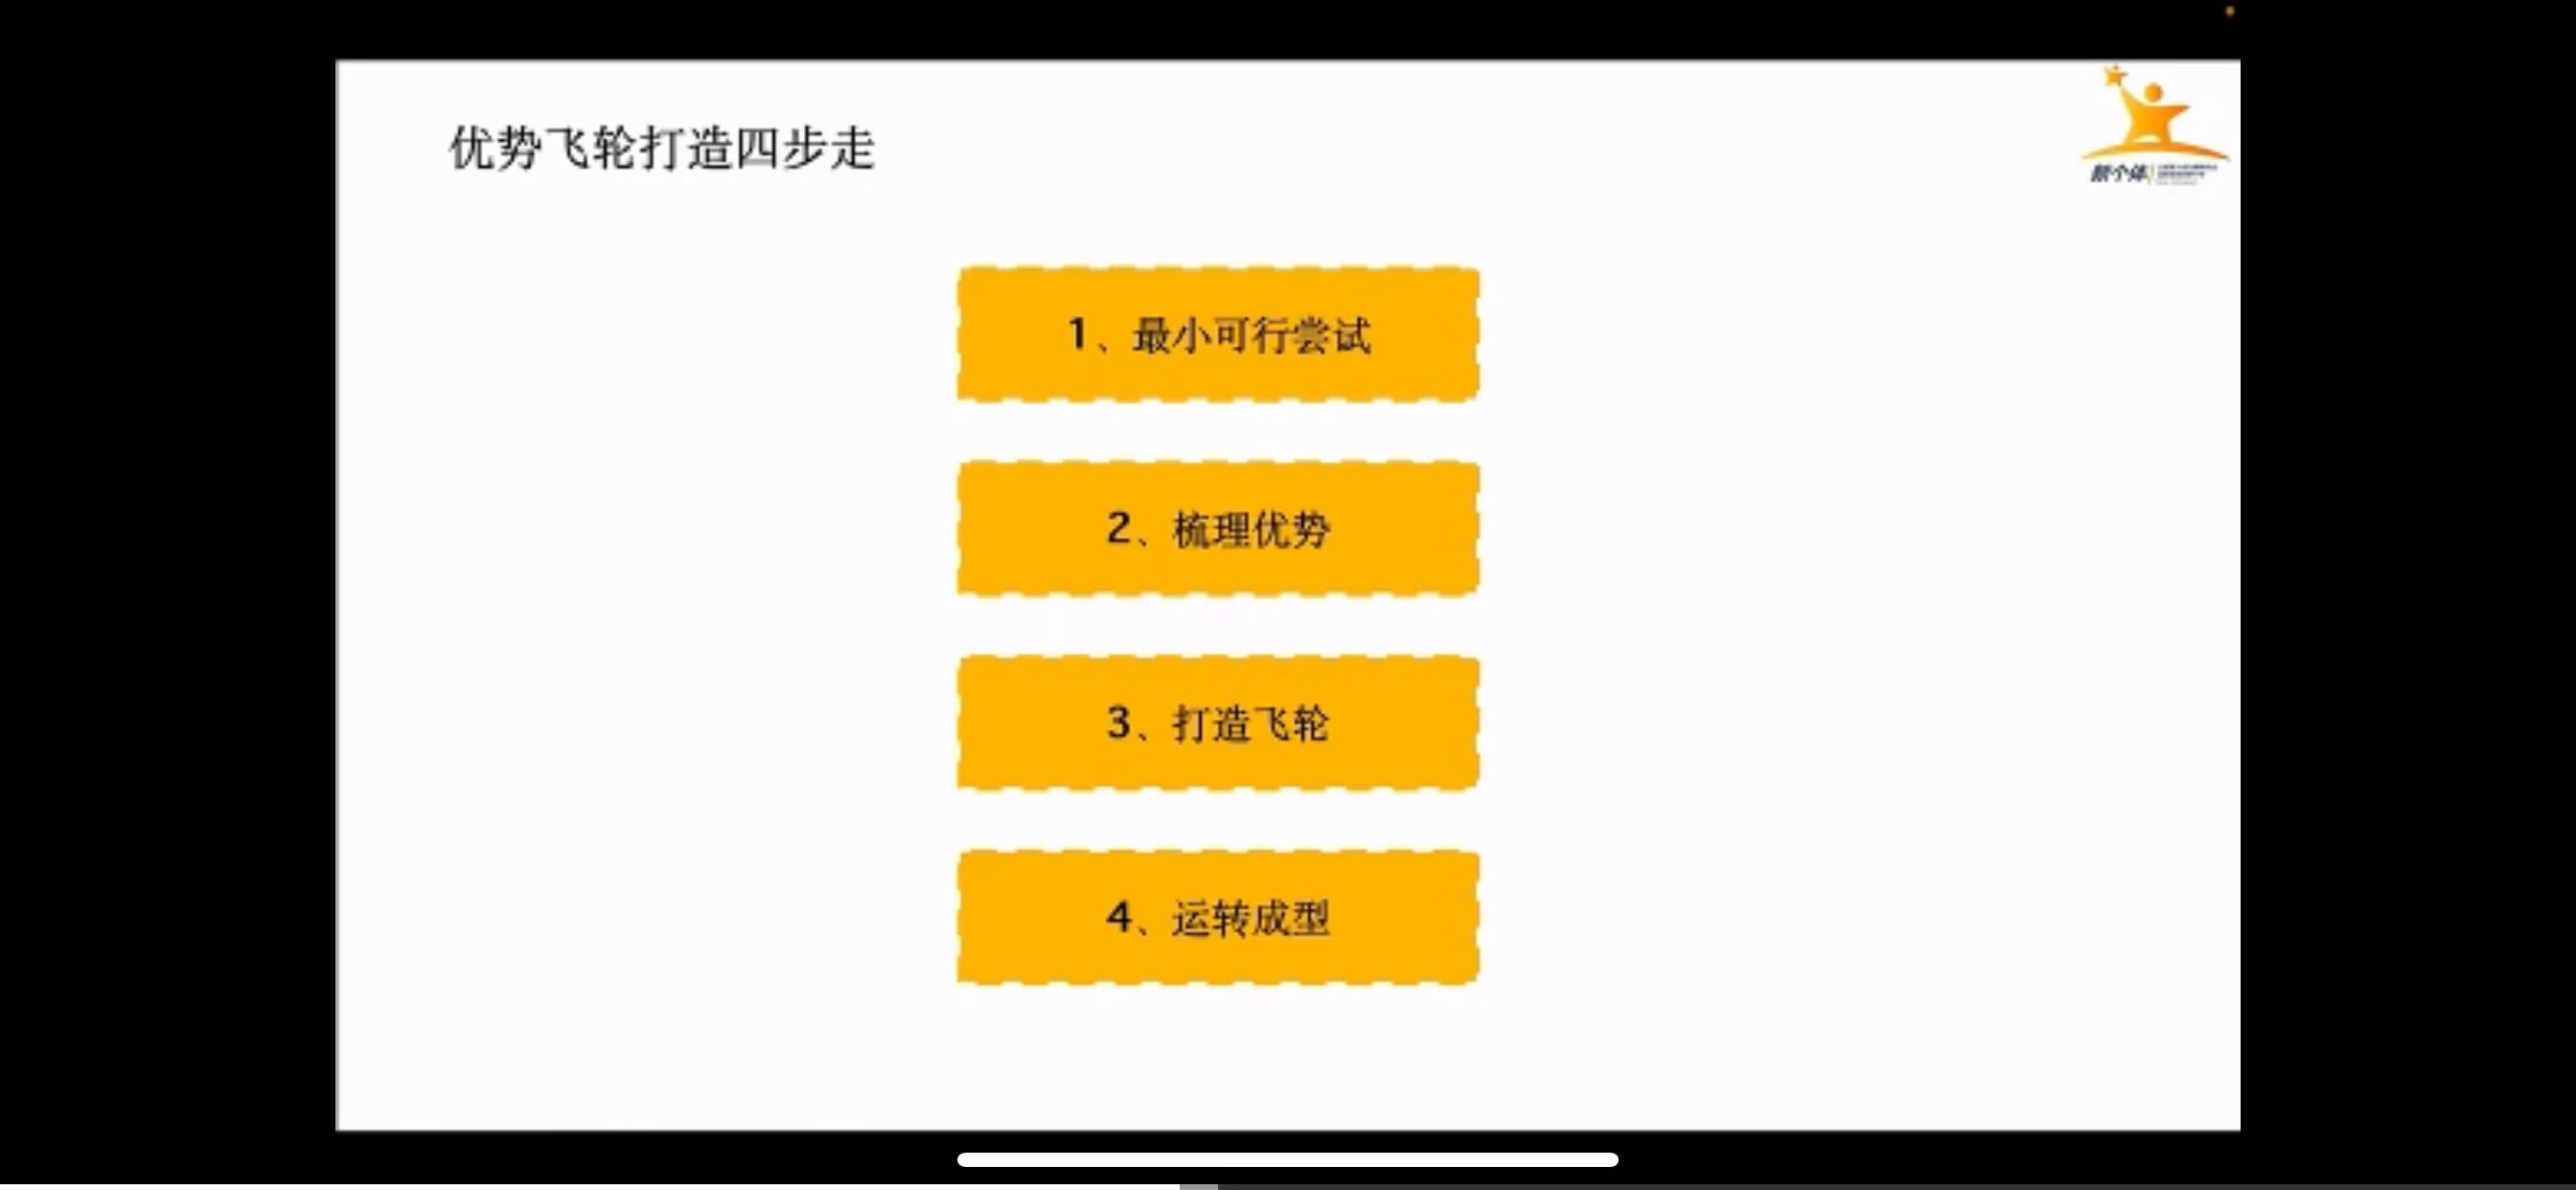 优势飞轮打造四步走
新个体
1、最小可行尝试
2、梳理优势
3、打造飞轮
4、运转成型